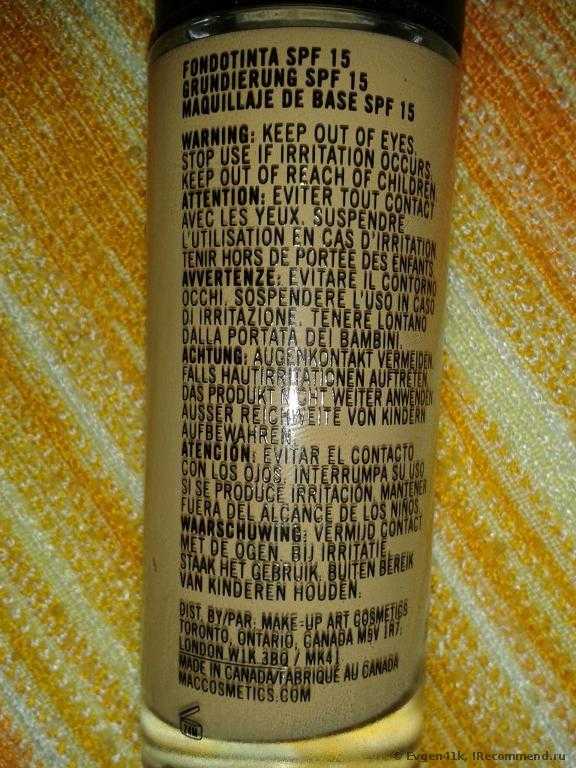 FONDOTINTA SPF 15
GRUNDIERUNG SPF 15
MAQUILLAJE DE BASE SPF 15
WARNING: KEEP OUT OF EYES.
STOP USE IF IRRITATION OCCURS.
KEEP OUT OF REACH OF CHILDREN.
ATTENTION: EVITER TOUT CONTACT
AVEC LES YEUX. SUSPENDRE
L'UTILISATION EN CAS D'IRRITATION.
TENIR HORS DE PORTÉE DES ENFANTS.
AVVERTENZE: EVITARE IL CONTORNO
OCCHI. SOSPENDERE L'USO IN CASO
DI IRRITAZIONE. TENERE LONTANO
DALLA PORTATA DEI BAMBINI.
ACHTUNG: AUGENKONTAKT VERMEIDEN.
FALLS HAUTIRRITATIONEN AUFTRETEN,
DAS PRODUKT NICHT WEITER ANWENDEN.
AUSSER REICHWEITE VON KINDERN
AUFBEWAHREN.
ATENCIÓN: EVITAR EL CONTACTO
CON LOS OJOS. INTERRUMPA SU USO
SI SE PRODUCE IRRITACIÓN. MANTENER
FUERA DEL ALCANCE DE LOS NIÑOS.
WAARSHUWING: VERMIJD CONTACT
MET DE OGEN. BIJ IRRITATIE,
STAAK HET GEBRUIK. BUITEN BEREIK
VAN KINDEREN HOUDEN.
DIST. BY/PAR. MAKE-UP ART COSMETICS
TORONTO, ONTARIO, CANADA M5V 1R7.
LONDON W1K 3BQ / MK41
MADE IN CANADA/FABRIQUÉ AU CANADA
MACCOSMETICS.COM
24M
© Evgen41k, IRecommend.ru